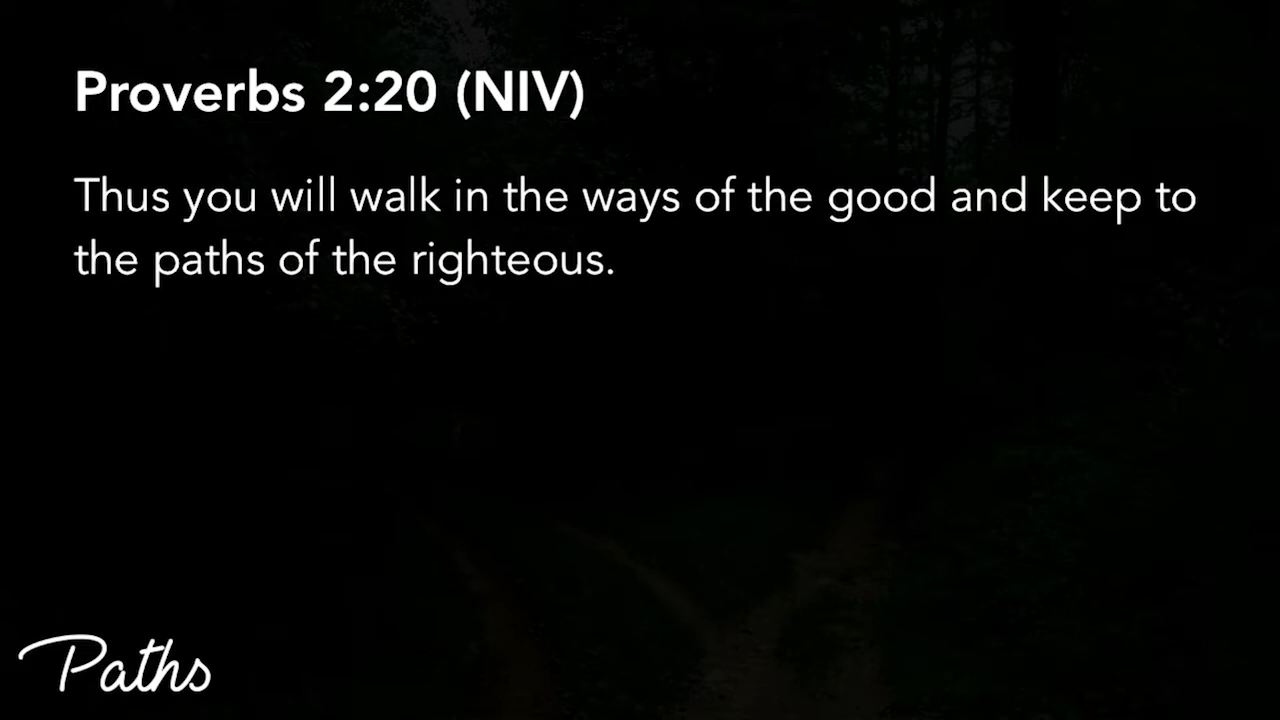 Proverbs 2:20 (NIV)
Thus you will walk in the ways of the good and keep to
the paths of the righteous.
Paths